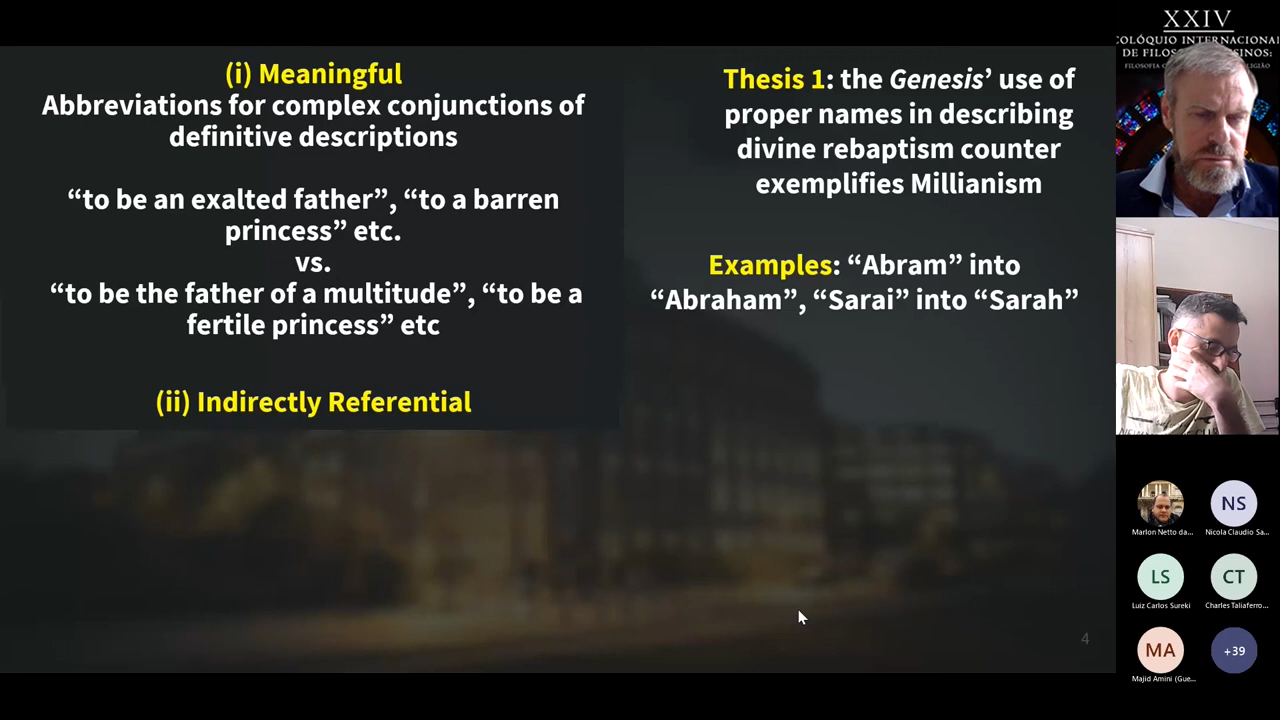 (i) Meaningful
Abbreviations for complex conjunctions of
definitive descriptions
“to be an exalted father”, “to a barren
princess” etc.
vs.
“to be the father of a multitude”, “to be a
fertile princess” etc
(ii) Indirectly Referential
Thesis 1: the Genesis’ use of
proper names in describing
divine rebaptism counter
exemplifies Millianism
Examples: “Abram” into
“Abraham”, “Sarai” into “Sarah”
4
XXIV
COLÓQUIO INTERNACIONAL
DE FILOS
SINOS:
Marlon Netto da...
NS
Nicola Claudio Sa...
LS
Luiz Carlos Sureki
CT
Charles Taliaferro...
MA
Majid Amini (Gue...
+39